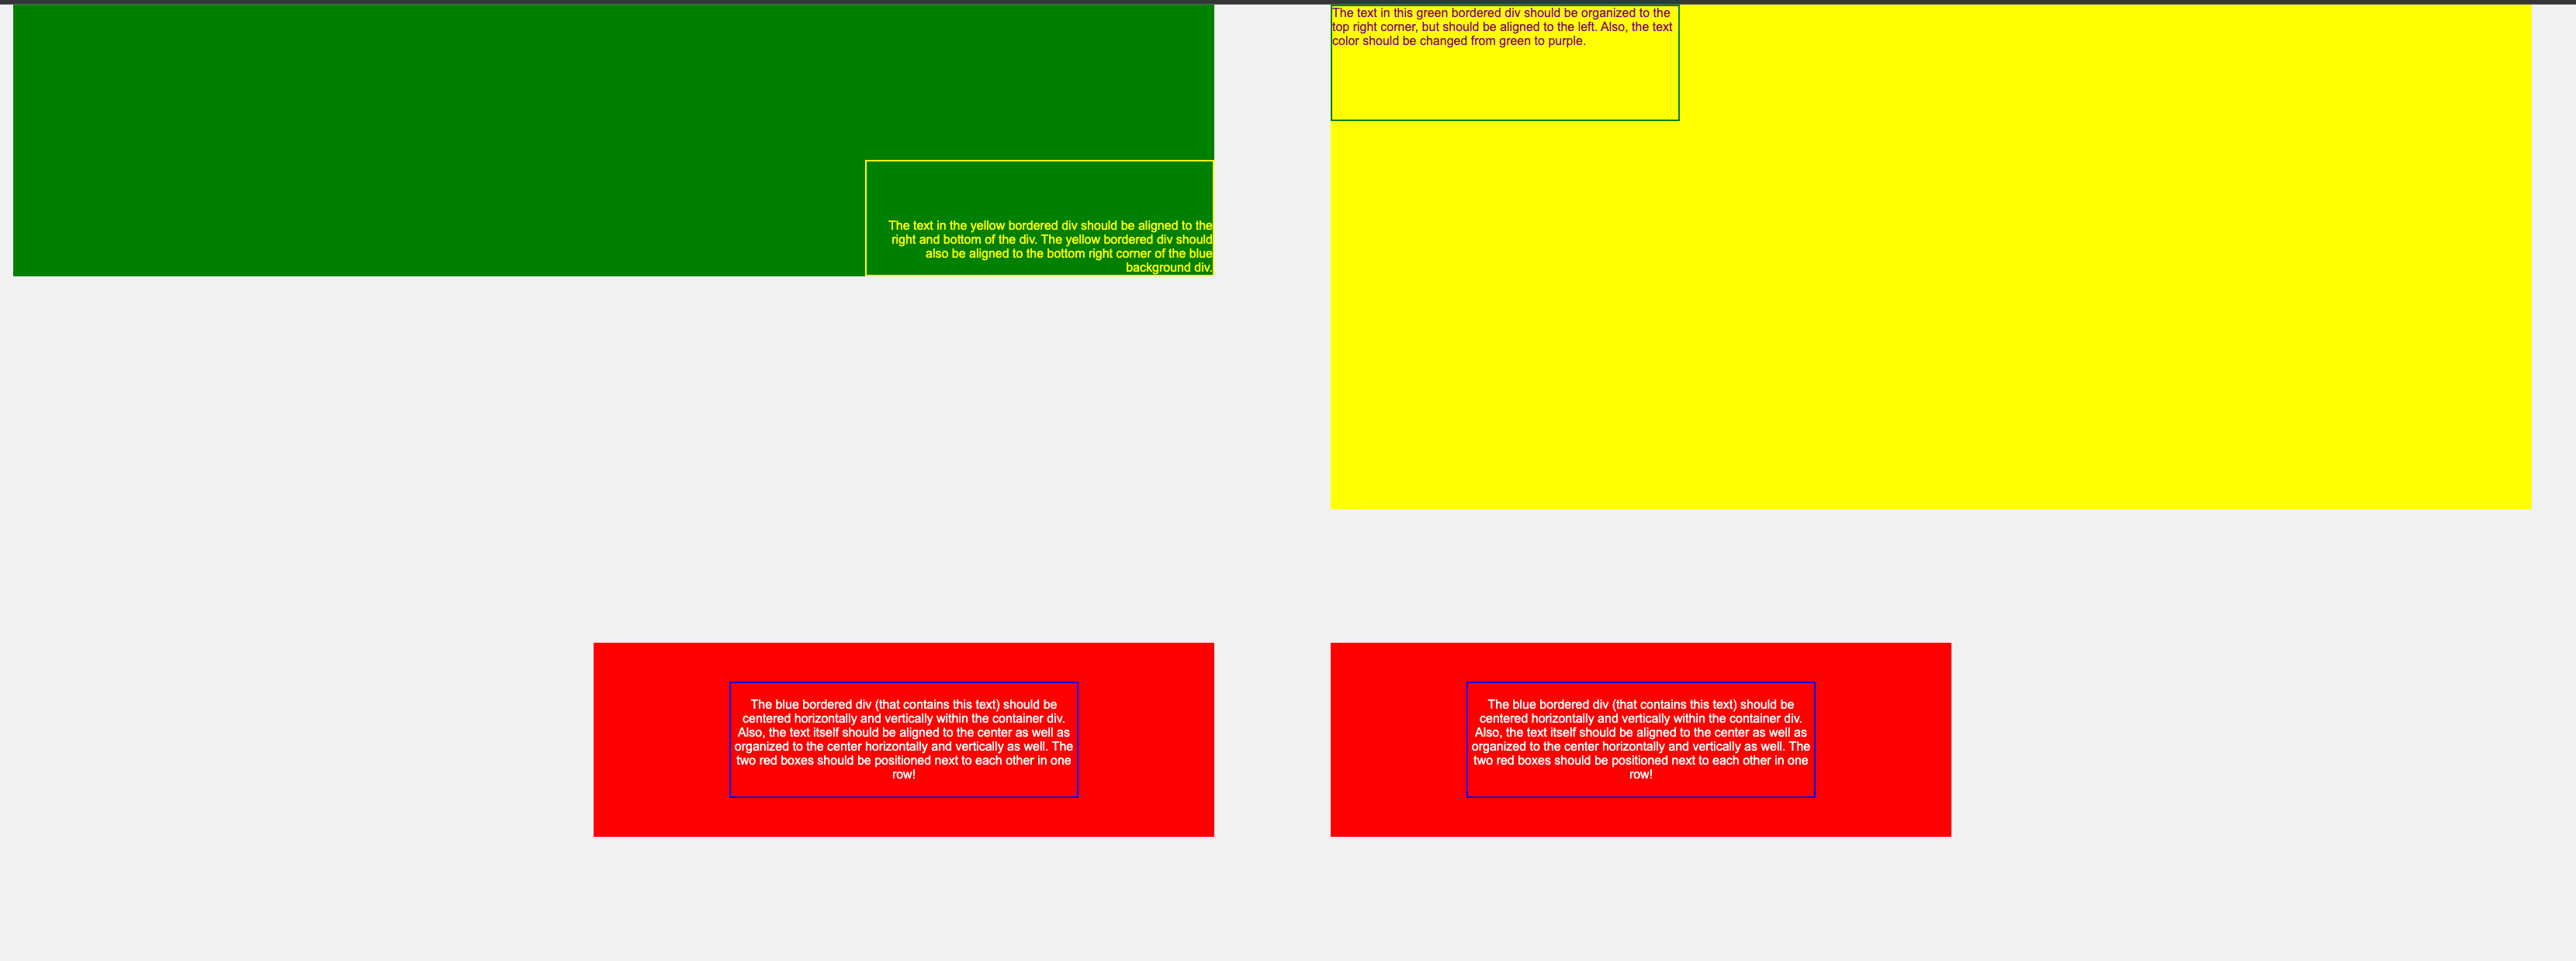 The text in this green bordered div should be organized to the
top right corner, but should be aligned to the left. Also, the text
color should be changed from green to purple.
The text in the yellow bordered div should be aligned to the
right and bottom of the div. The yellow bordered div should
also be aligned to the bottom right corner of the blue
background div.
The blue bordered div (that contains this text) should be
centered horizontally and vertically within the container div.
Also, the text itself should be aligned to the center as well as
organized to the center horizontally and vertically as well. The
two red boxes should be positioned next to each other in one
row!
The blue bordered div (that contains this text) should be
centered horizontally and vertically within the container div.
Also, the text itself should be aligned to the center as well as
organized to the center horizontally and vertically as well. The
two red boxes should be positioned next to each other in one
row!